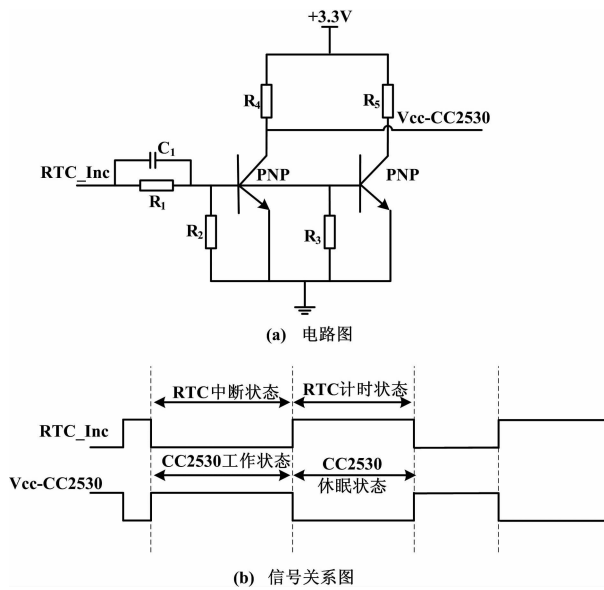 +3.3V
R4
R5
Vcc-CC2530
C1
RTC_Inc
R1
PNP
PNP
R2
R3
(a) 电路图
RTC中断状态
RTC计时状态
RTC_Inc
CC2530工作状态
CC2530
休眠状态
Vcc-CC2530
(b) 信号关系图